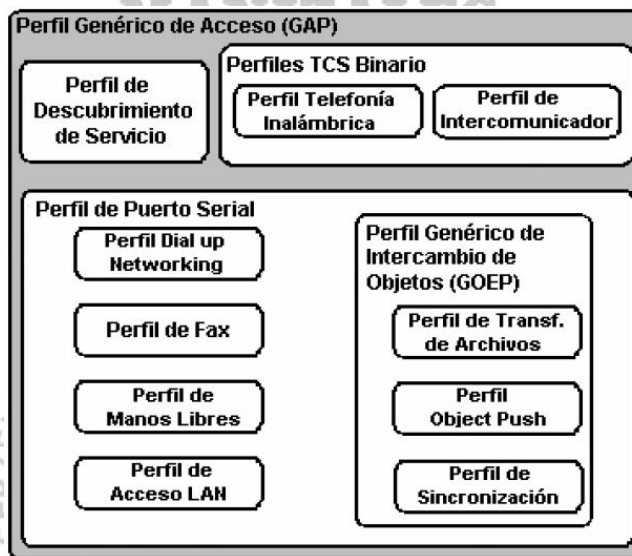 Perfil Genérico de Acceso (GAP)
Perfil de
Descubrimiento
de Servicio
Perfiles TCS Binario
Perfil Telefonía
Inalámbrica
Perfil de
Intercomunicador
Perfil de Puerto Serial
Perfil Dial up
Networking
Perfil de Fax
Perfil de
Manos Libres
Perfil de
Acceso LAN
Perfil Genérico de
Intercambio de
Objetos (GOEP)
Perfil de Transf.
de Archivos
Perfil
Object Push
Perfil de
Sincronización